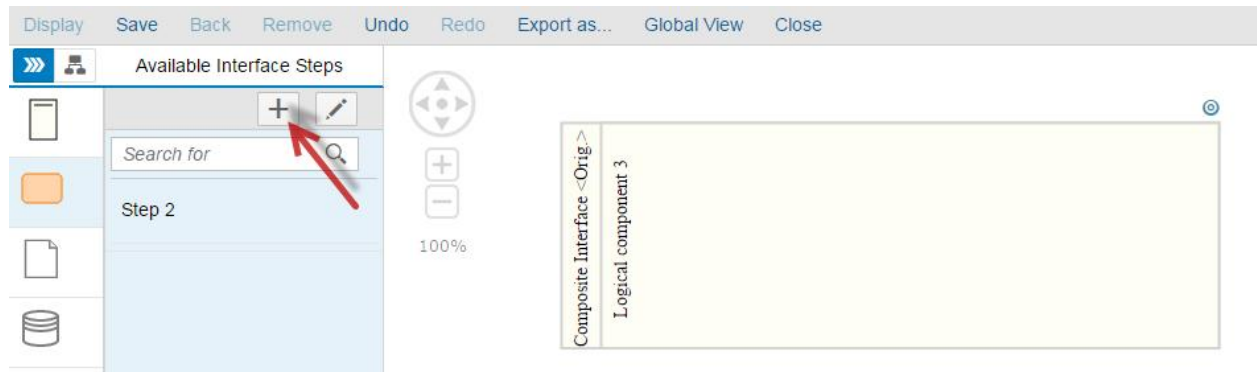 Display Save Back Remove Undo Redo Export as... Global View Close
Available Interface Steps
Search for
Step 2
100%
Composite Interface <Orig.>
Logical component 3